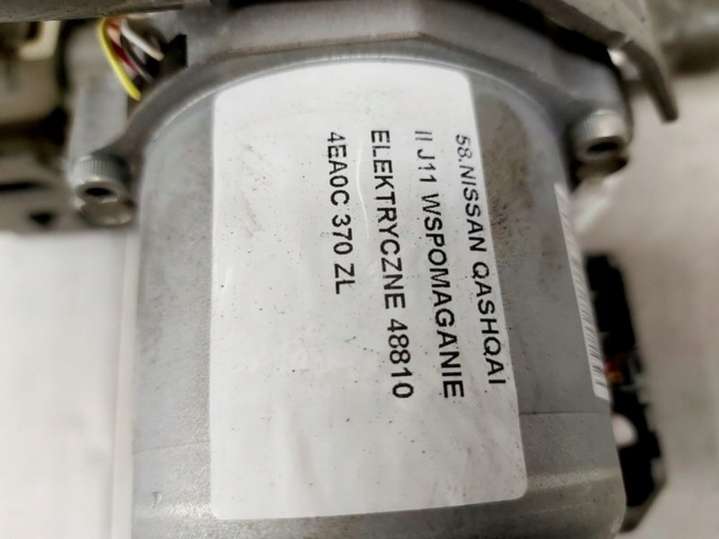 58.NISSAN QASHQAI
II J11 WSPOMAGANIE
ELEKTRYCZNE 48810
4EA0C 370 ZL